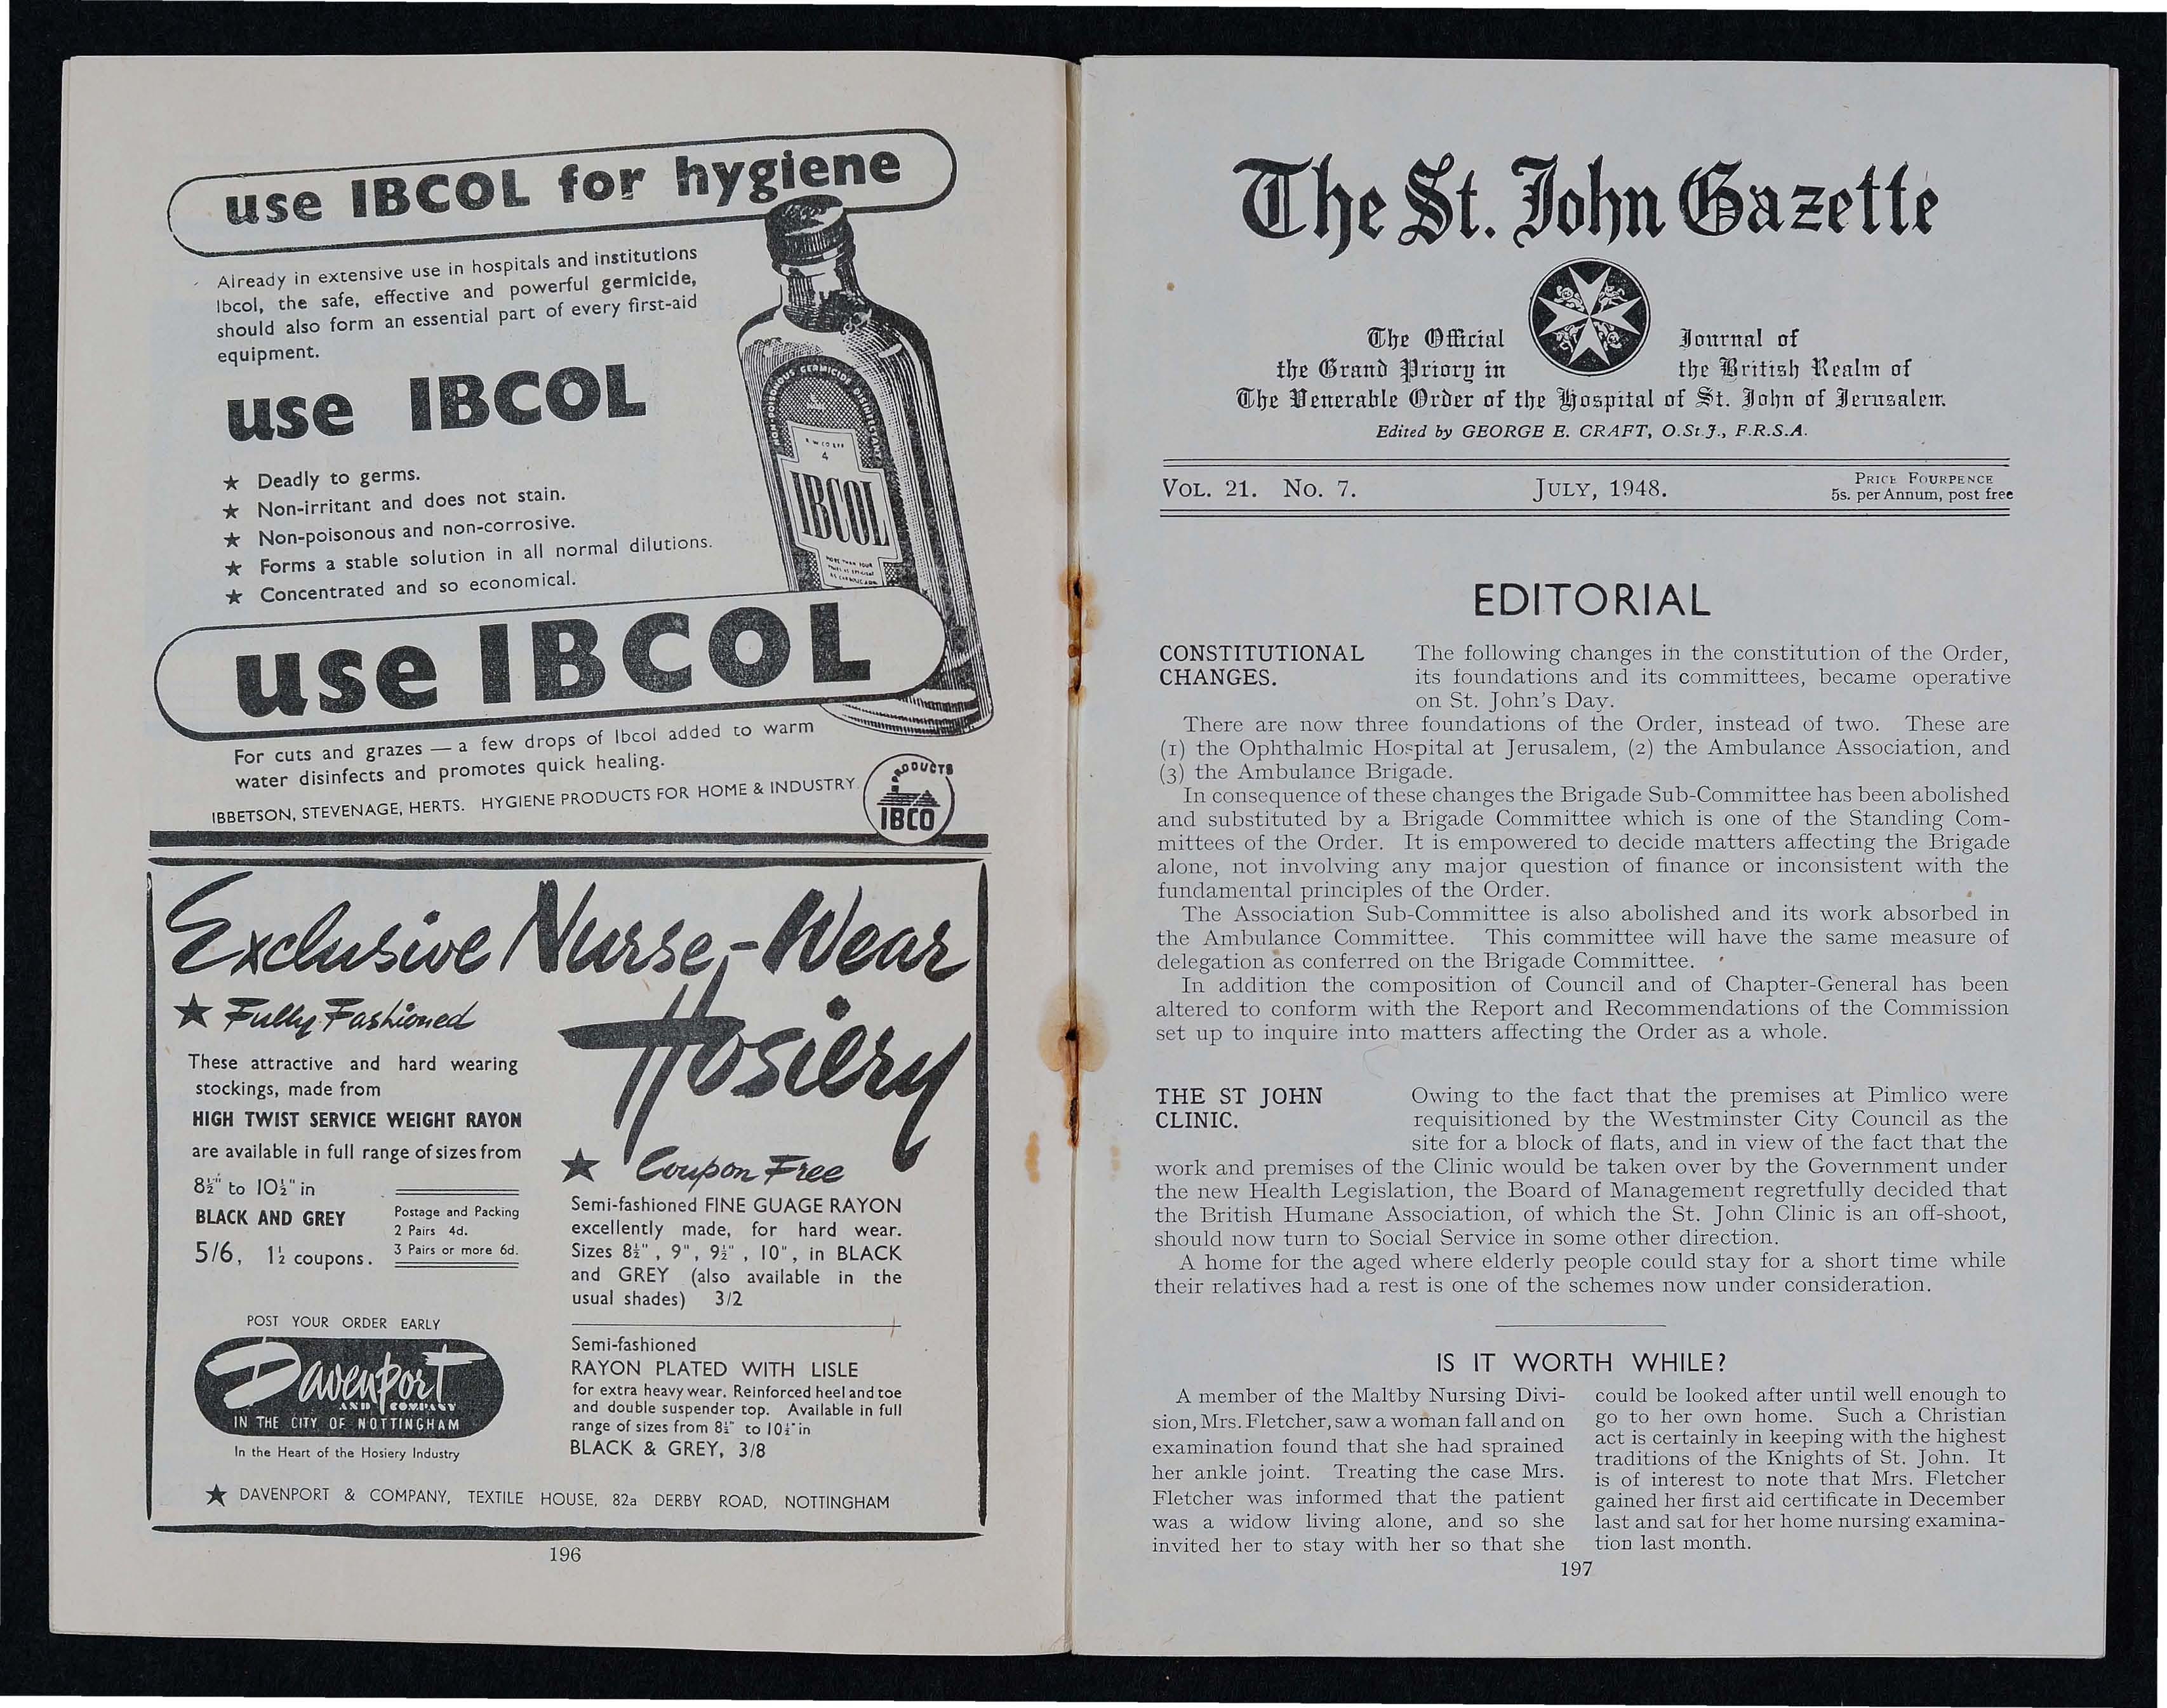 use IBCOL for hygiene
Already in extensive use in hospitals and institutions
Ibcol, the safe, effective and powerful germicide,
should also form an essential part of every first-aid
equipment.
use IBCOL
★ Deadly to germs.
★ Non-irritant and does not stain.
★ Non-poisonous and non-corrosive.
★ Forms a stable solution in all normal dilutions.
★ Concentrated and so economical.
NON-POISONOUS GERMICIDE DISINFECTANT
IBCOL
use IBCOL
For cuts and grazes — a few drops of Ibcol added to warm
water disinfects and promotes quick healing.
IBBETSON, STEVENAGE, HERTS. HYGIENE PRODUCTS FOR HOME & INDUSTRY
PRODUCTS
IBCO
Exclusive Nurse-Wear
Hosiery
★ Fully Fashioned
These attractive and hard wearing
stockings, made from
HIGH TWIST SERVICE WEIGHT RAYON
are available in full range of sizes from
8½" to 10½" in
BLACK AND GREY
5/6, 1½ coupons.
Postage and Packing
2 Pairs 4d.
3 Pairs or more 6d.
POST YOUR ORDER EARLY
Davenport
AND COMPANY
IN THE CITY OF NOTTINGHAM
In the Heart of the Hosiery Industry
★ Coupon Free
Semi-fashioned FINE GUAGE RAYON
excellently made, for hard wear.
Sizes 8½", 9", 9½", 10", in BLACK
and GREY (also available in the
usual shades) 3/2
Semi-fashioned
RAYON PLATED WITH LISLE
for extra heavy wear. Reinforced heel and toe
and double suspender top. Available in full
range of sizes from 8½" to 10½" in
BLACK & GREY, 3/8
★ DAVENPORT & COMPANY, TEXTILE HOUSE, 82a DERBY ROAD, NOTTINGHAM
196
The St. John Gazette
The Official Journal of
the Grand Priory in the British Realm of
The Venerable Order of the Hospital of St. John of Jerusalem.
Edited by GEORGE E. CRAFT, O.St.J., F.R.S.A.
VOL. 21. No. 7.
JULY, 1948.
PRICE FOURPENCE
5s. per Annum, post free
EDITORIAL
CONSTITUTIONAL
CHANGES.
The following changes in the constitution of the Order,
its foundations and its committees, became operative
on St. John's Day.
There are now three foundations of the Order, instead of two. These are
(1) the Ophthalmic Hospital at Jerusalem, (2) the Ambulance Association, and
(3) the Ambulance Brigade.
In consequence of these changes the Brigade Sub-Committee has been abolished
and substituted by a Brigade Committee which is one of the Standing Com-
mittees of the Order. It is empowered to decide matters affecting the Brigade
alone, not involving any major question of finance or inconsistent with the
fundamental principles of the Order.
The Association Sub-Committee is also abolished and its work absorbed in
the Ambulance Committee. This committee will have the same measure of
delegation as conferred on the Brigade Committee.
In addition the composition of Council and of Chapter-General has been
altered to conform with the Report and Recommendations of the Commission
set up to inquire into matters affecting the Order as a whole.
THE ST JOHN
CLINIC.
Owing to the fact that the premises at Pimlico were
requisitioned by the Westminster City Council as the
site for a block of flats, and in view of the fact that the
work and premises of the Clinic would be taken over by the Government under
the new Health Legislation, the Board of Management regretfully decided that
the British Humane Association, of which the St. John Clinic is an off-shoot,
should now turn to Social Service in some other direction.
A home for the aged where elderly people could stay for a short time while
their relatives had a rest is one of the schemes now under consideration.
IS IT WORTH WHILE?
A member of the Maltby Nursing Divi-
sion, Mrs. Fletcher, saw a woman fall and on
examination found that she had sprained
her ankle joint. Treating the case Mrs.
Fletcher was informed that the patient
was a widow living alone, and so she
invited her to stay with her so that she
could be looked after until well enough to
go to her own home. Such a Christian
act is certainly in keeping with the highest
traditions of the Knights of St. John. It
is of interest to note that Mrs. Fletcher
gained her first aid certificate in December
last and sat for her home nursing examina-
tion last month.
197